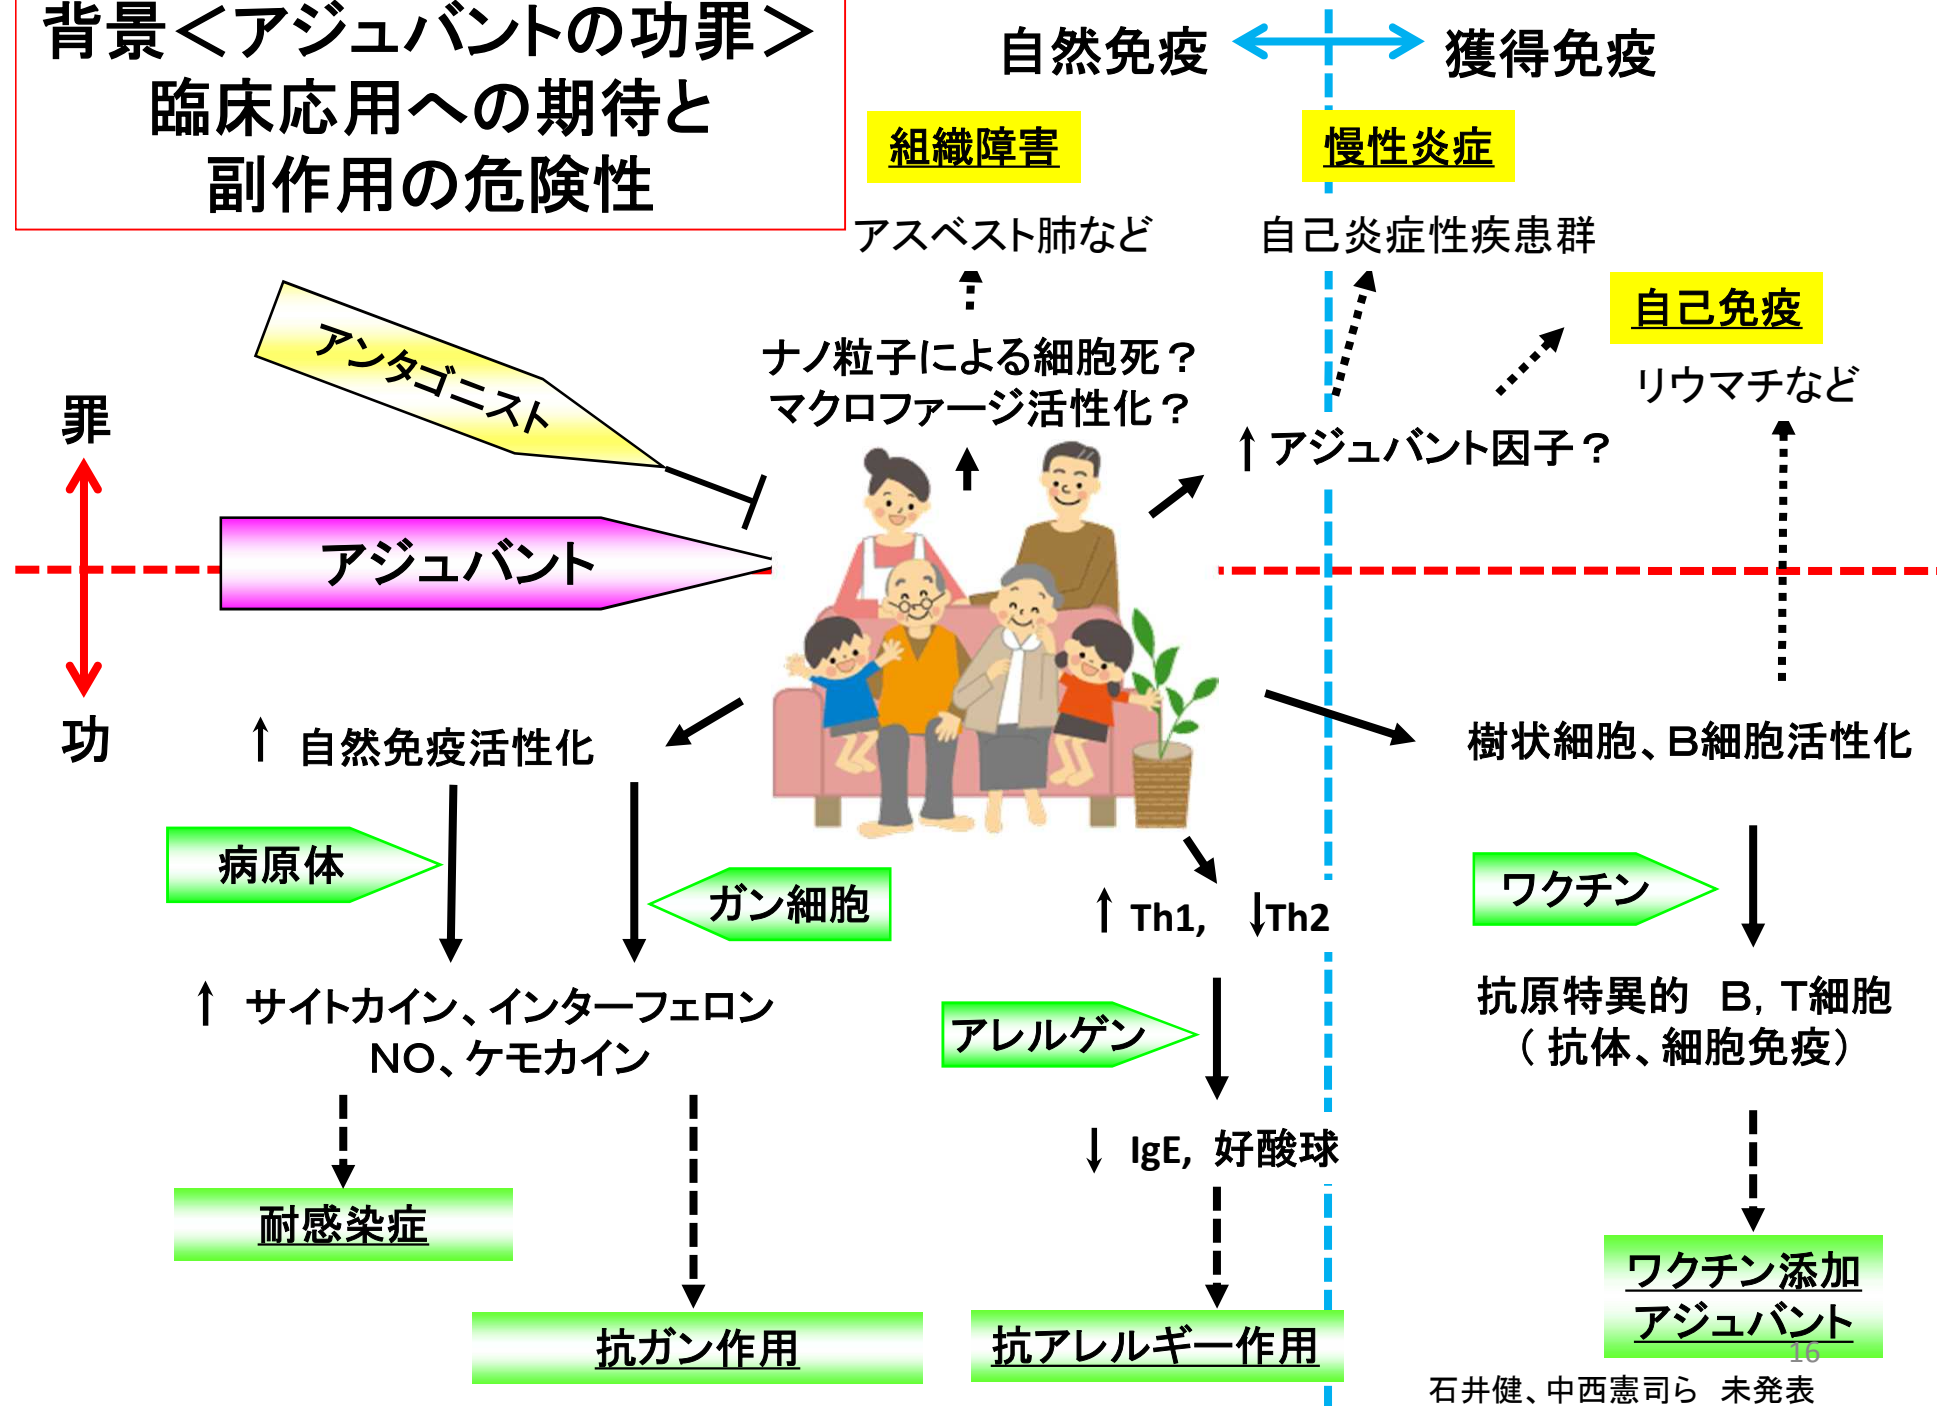 背景＜アジュバントの功罪＞
臨床応用への期待と
副作用の危険性
自然免疫
獲得免疫
組織障害
慢性炎症
アスベスト肺など
自己炎症性疾患群
自己免疫
リウマチなど
アンタゴニスト
ナノ粒子による細胞死？
マクロファージ活性化？
↑ アジュバント因子？
罪
アジュバント
功
↑ 自然免疫活性化
樹状細胞、B細胞活性化
病原体
ガン細胞
↑ Th1, ↓Th2
ワクチン
↑ サイトカイン、インターフェロン
NO、ケモカイン
アレルゲン
抗原特異的 B, T細胞
（抗体、細胞免疫）
↓ IgE, 好酸球
耐感染症
抗ガン作用
抗アレルギー作用
ワクチン添加
アジュバント
16
石井健、中西憲司ら 未発表